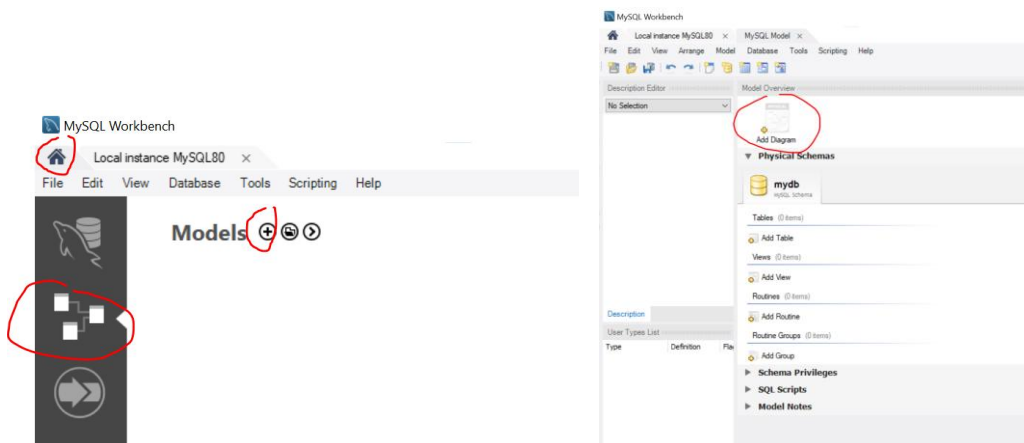 MySQL Workbench
Local instance MySQL80 ×
File Edit View Database Tools Scripting Help
Models
MySQL Workbench
Local instance MySQL80 × MySQL Model ×
File Edit View Arrange Model Database Tools Scripting Help
Description Editor
No Selection
Description
User Types List
Type Definition Fla
Model Overview
Add Diagram
Physical Schemas
mydb
MySQL Schema
Tables (0 items)
Add Table
Views (0 items)
Add View
Routines (0 items)
Add Routine
Routine Groups (0 items)
Add Group
Schema Privileges
SQL Scripts
Model Notes